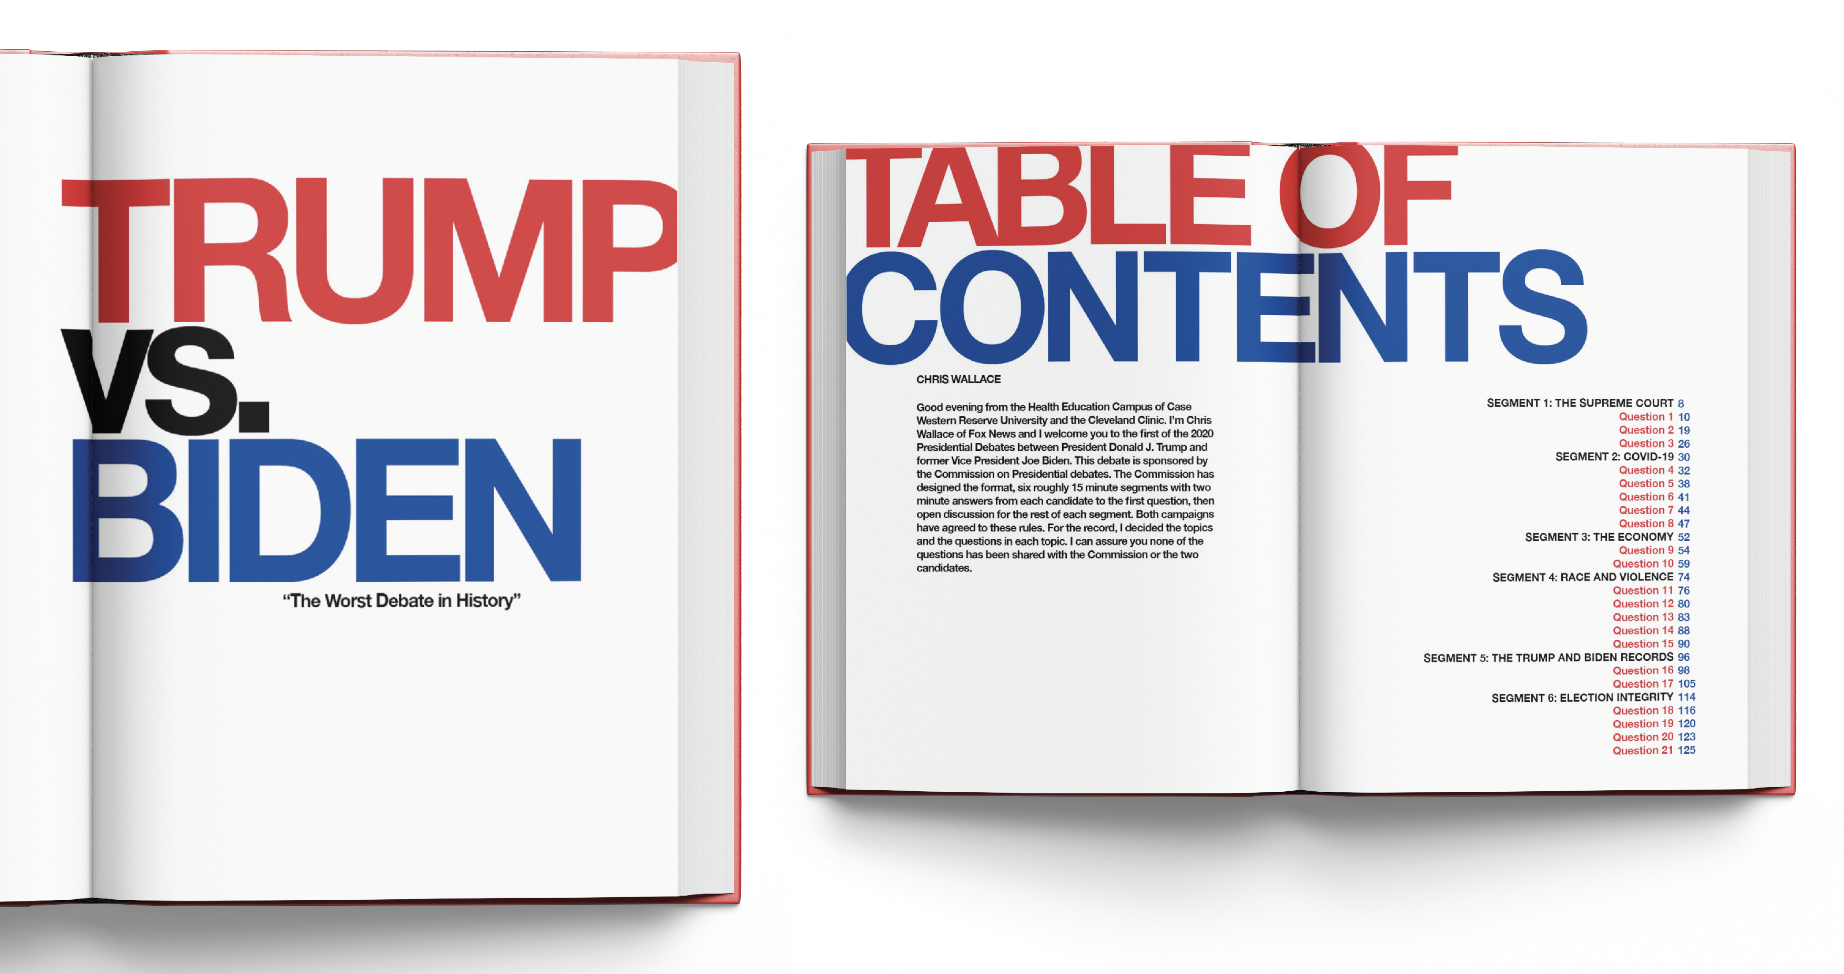 TRUMP
VS.
BIDEN
“The Worst Debate in History”
TABLE OF
CONTENTS
CHRIS WALLACE
Good evening from the Health Education Campus of Case
Western Reserve University and the Cleveland Clinic. I'm Chris
Wallace of Fox News and I welcome you to the first of the 2020
Presidential Debates between President Donald J. Trump and
former Vice President Joe Biden. This debate is sponsored by
the Commission on Presidential debates. The Commission has
designed the format, six roughly 15 minute segments with two
minute answers from each candidate to the first question, then
open discussion for the rest of each segment. Both campaigns
have agreed to these rules. For the record, I decided the topics
and the questions in each topic. I can assure you none of the
questions has been shared with the Commission or the two
candidates.
SEGMENT 1: THE SUPREME COURT 8
Question 1 10
Question 2 19
Question 3 26
SEGMENT 2: COVID-19 30
Question 4 32
Question 5 38
Question 6 41
Question 7 44
Question 8 47
SEGMENT 3: THE ECONOMY 52
Question 9 54
Question 10 59
SEGMENT 4: RACE AND VIOLENCE 74
Question 11 76
Question 12 80
Question 13 83
Question 14 88
Question 15 90
SEGMENT 5: THE TRUMP AND BIDEN RECORDS 96
Question 16 98
Question 17 105
SEGMENT 6: ELECTION INTEGRITY 114
Question 18 116
Question 19 120
Question 20 123
Question 21 125